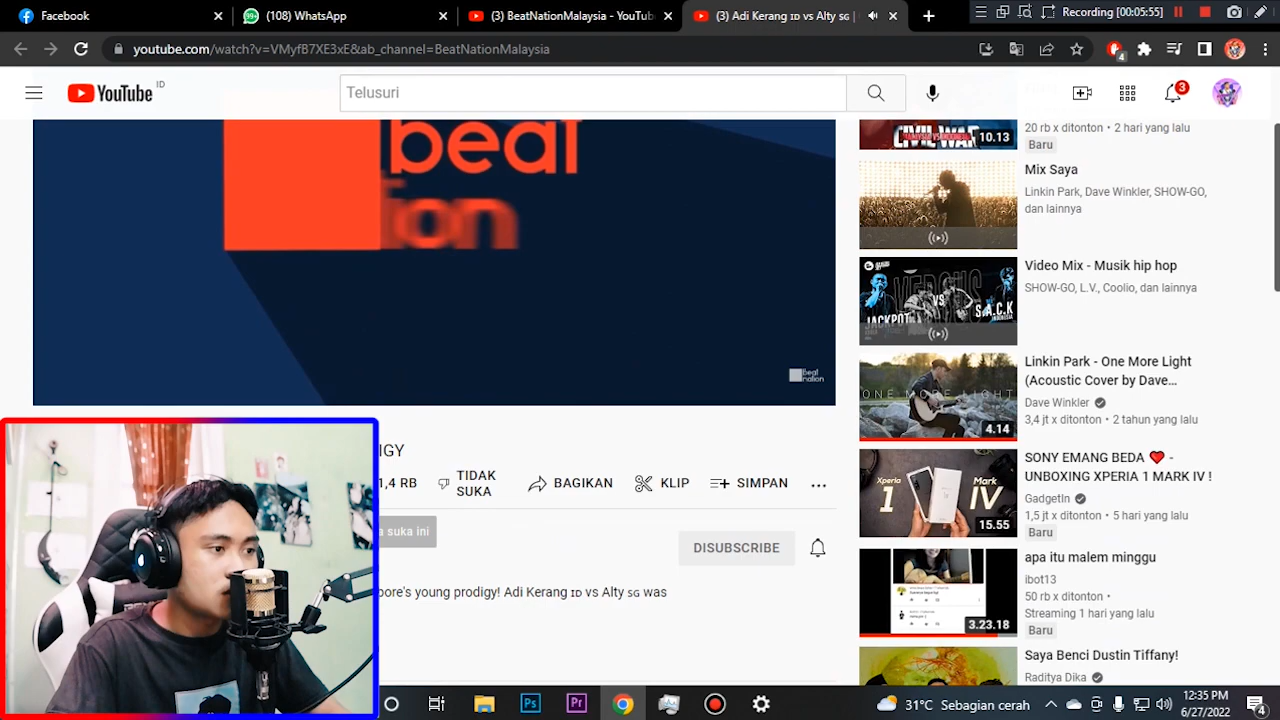 Facebook
(108) WhatsApp
(3) BeatNationMalaysia - YouTub
(3) Adi Kerang ɪᴅ vs Alty sɢ |
Recording [00:05:55]
youtube.com/watch?v=VMyfB7XE3xE&ab_channel=BeatNationMalaysia
4
YouTube ID
Telusuri
3
beat
ion
beat
nation
IGY
1,4 RB
TIDAK
SUKA
BAGIKAN
KLIP
SIMPAN
a suka ini
DISUBSCRIBE
pore's young prodigy! Adi Kerang ɪᴅ vs Alty sɢ was
CIVIL WAR
10.13
20 rb x ditonton • 2 hari yang lalu
Baru
Mix Saya
Linkin Park, Dave Winkler, SHOW-GO,
dan lainnya
VERSUS
JACKPOT
VS
S.A.C.K
Video Mix - Musik hip hop
SHOW-GO, L.V., Coolio, dan lainnya
ONE MORE LIGHT
4.14
Linkin Park - One More Light
(Acoustic Cover by Dave...
Dave Winkler
3,4 jt x ditonton • 2 tahun yang lalu
Xperia
1
Mark
IV
15.55
SONY EMANG BEDA ❤️ -
UNBOXING XPERIA 1 MARK IV !
GadgetIn
1,5 jt x ditonton • 5 hari yang lalu
Baru
3.23.18
apa itu malem minggu
ibot13
50 rb x ditonton •
Streaming 1 hari yang lalu
Baru
Saya Benci Dustin Tiffany!
Raditya Dika
Ps
Pr
31°C Sebagian cerah
12:35 PM
6/27/2022
4